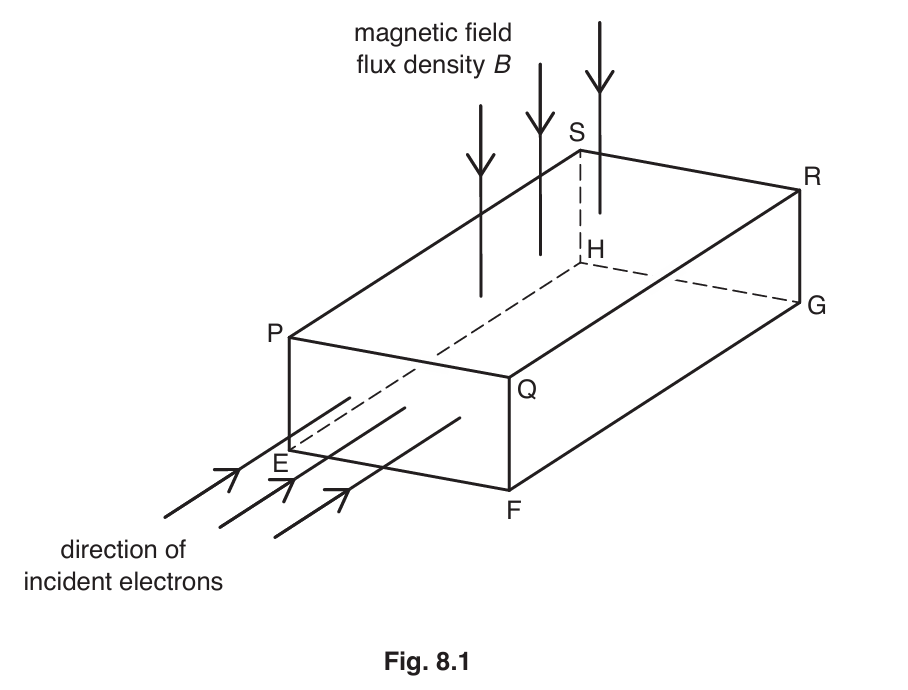 magnetic field
flux density B
S
R
H
G
P
Q
E
F
direction of
incident electrons
Fig. 8.1